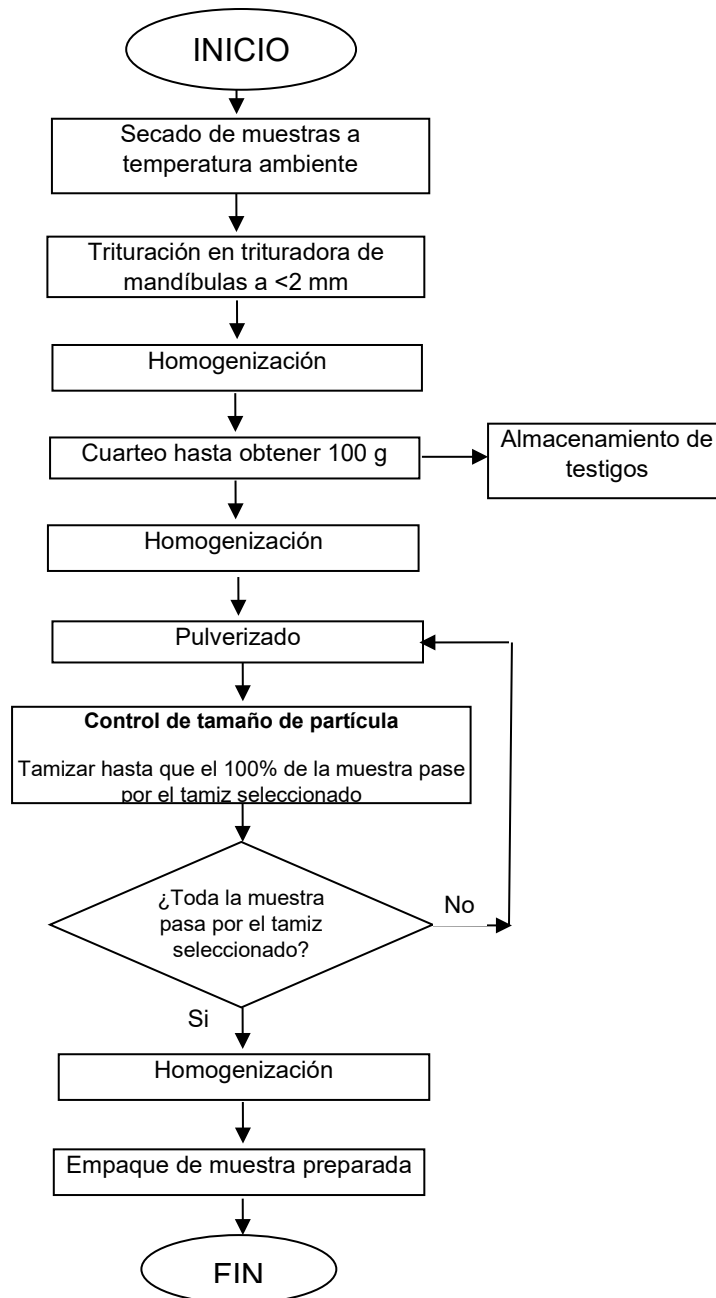 INICIO
Secado de muestras a
temperatura ambiente
Trituración en trituradora de
mandíbulas a <2 mm
Homogenización
Cuarteo hasta obtener 100 g
Almacenamiento de
testigos
Homogenización
Pulverizado
Control de tamaño de partícula
Tamizar hasta que el 100% de la muestra pase
por el tamiz seleccionado
¿Toda la muestra
pasa por el tamiz
seleccionado?
No
Si
Homogenización
Empaque de muestra preparada
FIN